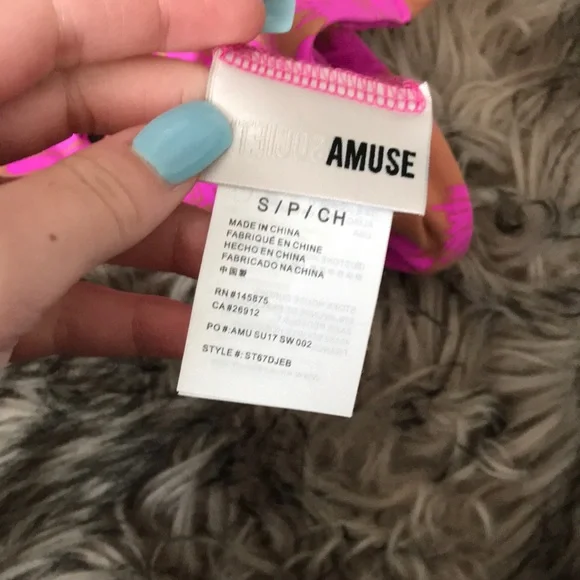 AMUSE
S/P/CH
MADE IN CHINA
FABRIQUÉ EN CHINE
HECHO EN CHINA
FABRICADO NA CHINA
中国製
RN #145875
CA #26912
PO #: AMU SU17 SW 002
STYLE #: ST67DJEB